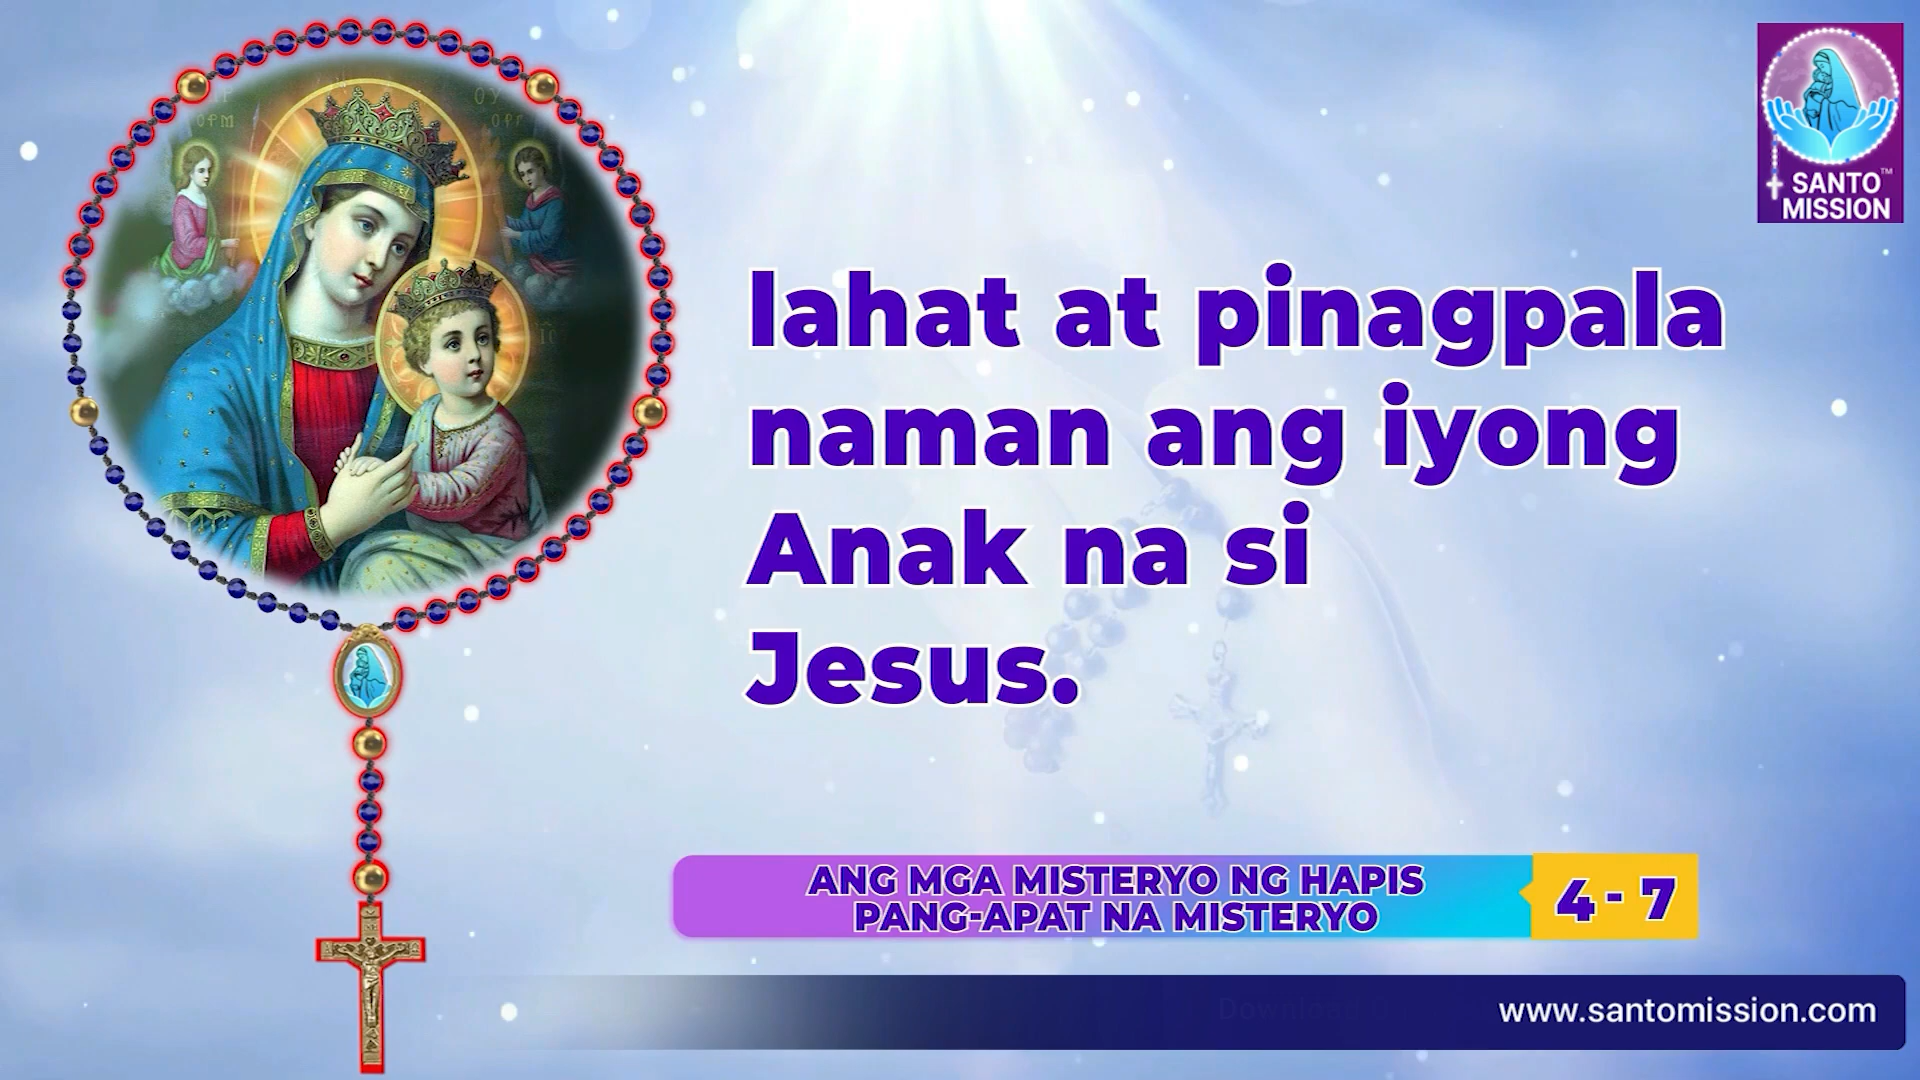 SANTO™
MISSION
lahat at pinagpala
naman ang iyong
Anak na si
Jesus.
ANG MGA MISTERYO NG HAPIS
PANG-APAT NA MISTERYO
4 - 7
www.santomission.com